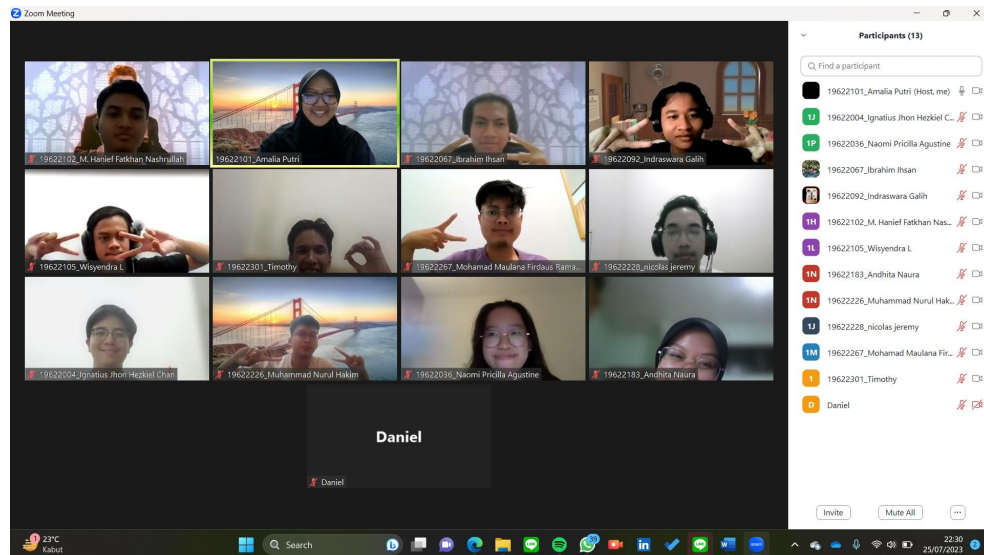 Zoom Meeting
19622102_M. Hanief Fatkhan Nashrullah
19622101_Amalia Putri
19622067_Ibrahim Ihsan
19622092_Indraswara Galih
19622105_Wisyendra L
19622301_Timothy
19622267_Mohamad Maulana Firdaus Rama...
19622228_nicolas jeremy
19622004_Ignatius Jhon Hezkiel Chan
19622226_Muhammad Nurul Hakim
19622036_Naomi Pricilla Agustine
19622183_Andhita Naura
Daniel
Daniel
Participants (13)
Find a participant
19622101_Amalia Putri (Host, me)
1J 19622004_Ignatius Jhon Hezkiel C...
1P 19622036_Naomi Pricilla Agustine
19622067_Ibrahim Ihsan
19622092_Indraswara Galih
1H 19622102_M. Hanief Fatkhan Nas...
1L 19622105_Wisyendra L
1N 19622183_Andhita Naura
1N 19622226_Muhammad Nurul Hak...
1J 19622228_nicolas jeremy
1M 19622267_Mohamad Maulana Fir...
1 19622301_Timothy
D Daniel
Invite
Mute All
1
23°C
Kabut
Search
39
22:30
25/07/2023
2